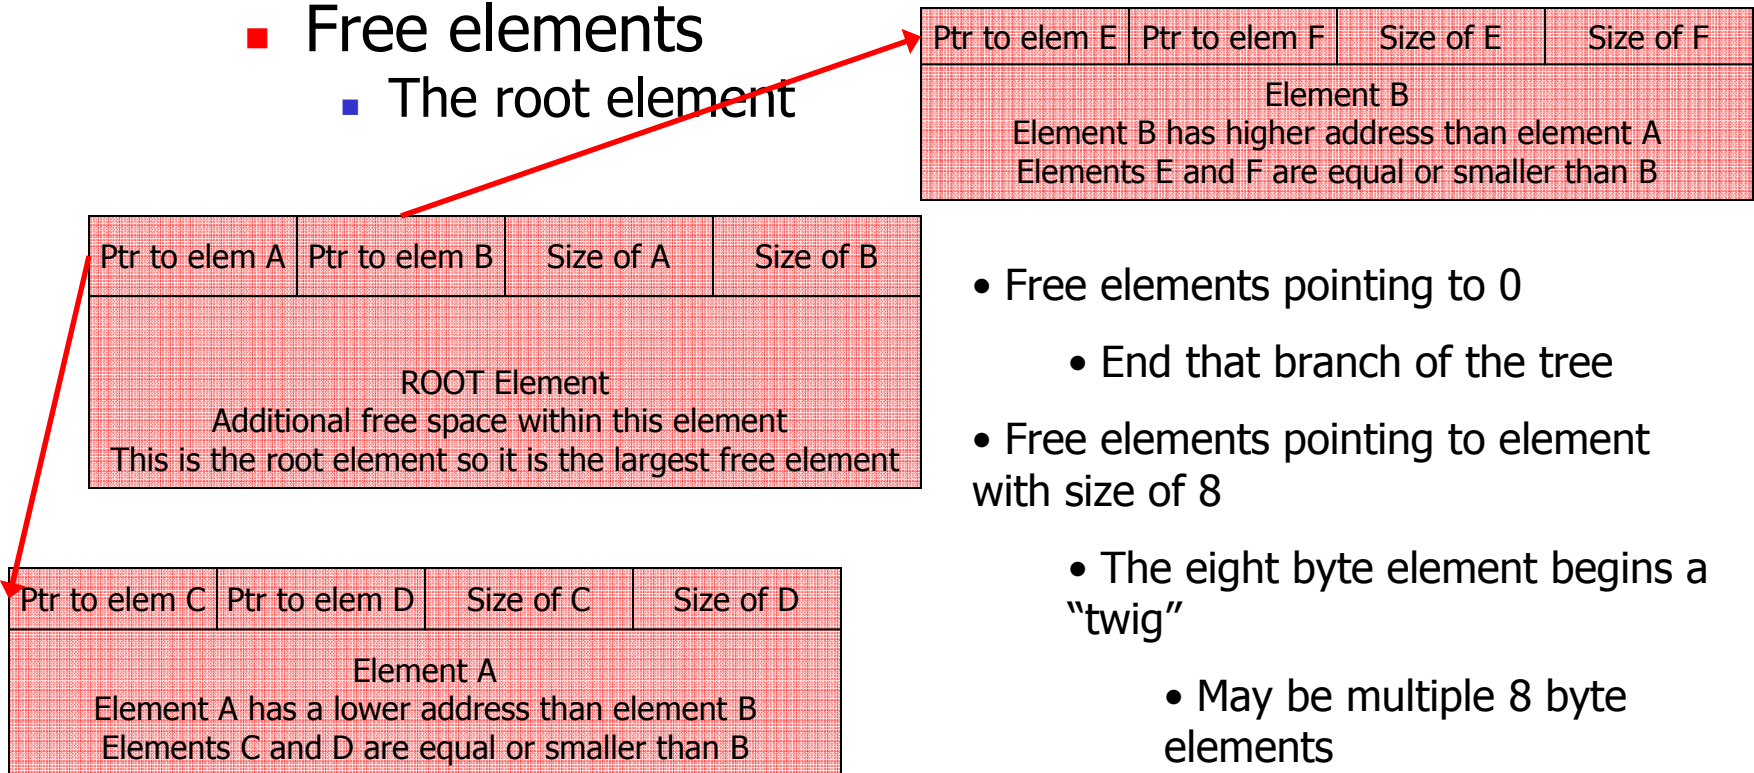 Free elements
The root element
Ptr to elem E Ptr to elem F Size of E Size of F
Element B
Element B has higher address than element A
Elements E and F are equal or smaller than B
Ptr to elem A Ptr to elem B Size of A Size of B
ROOT Element
Additional free space within this element
This is the root element so it is the largest free element
Ptr to elem C Ptr to elem D Size of C Size of D
Element A
Element A has a lower address than element B
Elements C and D are equal or smaller than B
• Free elements pointing to 0
• End that branch of the tree
• Free elements pointing to element
with size of 8
• The eight byte element begins a
“twig”
• May be multiple 8 byte
elements